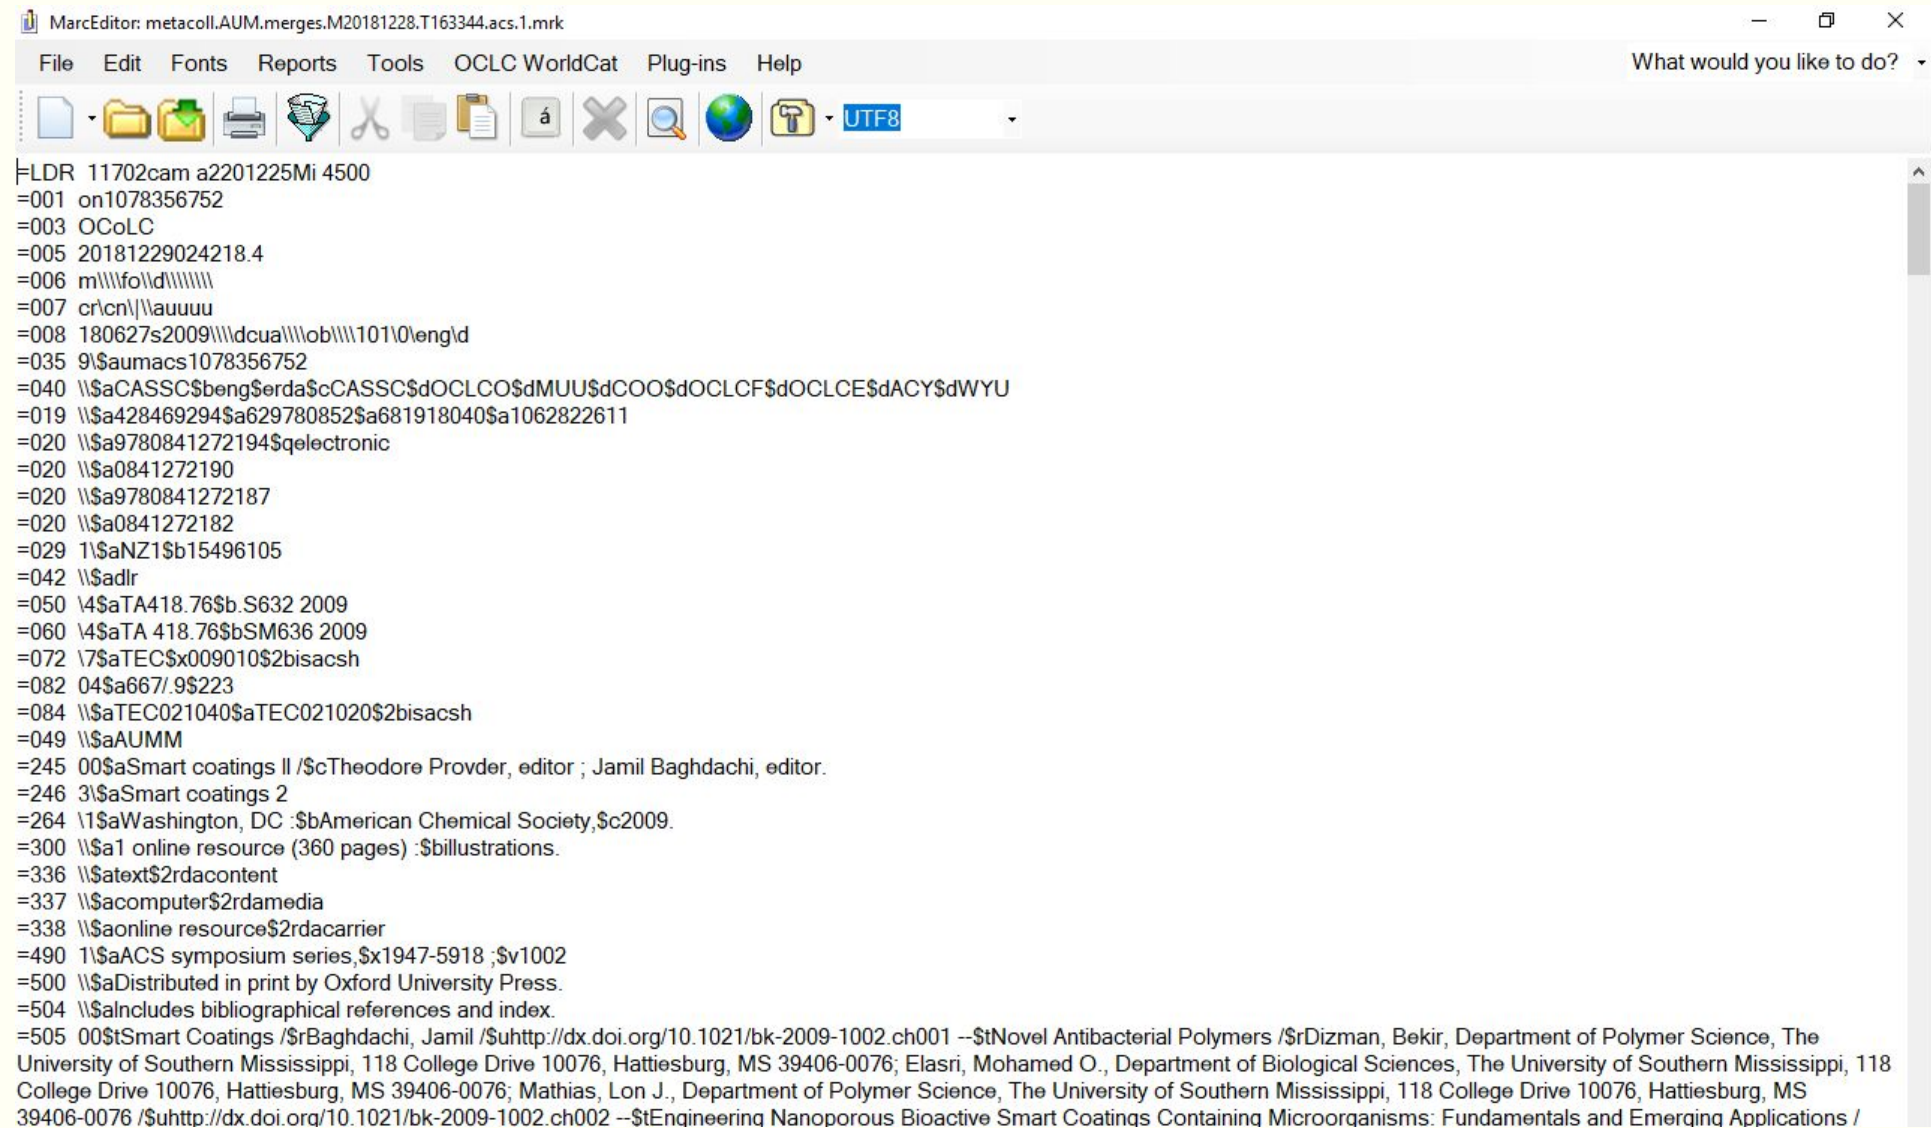 MarcEditor: metacoll.AUM.merges.M20181228.T163344.acs.1.mrk
File Edit Fonts Reports Tools OCLC WorldCat Plug-ins Help What would you like to do?
á UTF8
=LDR 11702cam a2201225Mi 4500
=001 on1078356752
=003 OCoLC
=005 20181229024218.4
=006 m\\\\fo\\d\\\\\\\\
=007 cr\cn\|\\auuuu
=008 180627s2009\\\\dcua\\\\ob\\\\101\0\eng\d
=035 9\$aumacs1078356752
=040 \\$aCASSC$beng$erda$cCASSC$dOCLCO$dMUU$dCOO$dOCLCF$dOCLCE$dACY$dWYU
=019 \\$a428469294$a629780852$a681918040$a1062822611
=020 \\$a9780841272194$qelectronic
=020 \\$a0841272190
=020 \\$a9780841272187
=020 \\$a0841272182
=029 1\$aNZ1$b15496105
=042 \\$adlr
=050 \4$aTA418.76$b.S632 2009
=060 \4$aTA 418.76$bSM636 2009
=072 \7$aTEC$x009010$2bisacsh
=082 04$a667/.9$223
=084 \\$aTEC021040$aTEC021020$2bisacsh
=049 \\$aAUMM
=245 00$aSmart coatings II /$cTheodore Provder, editor ; Jamil Baghdachi, editor.
=246 3\$aSmart coatings 2
=264 \1$aWashington, DC :$bAmerican Chemical Society,$c2009.
=300 \\$a1 online resource (360 pages) :$billustrations.
=336 \\$atext$2rdacontent
=337 \\$acomputer$2rdamedia
=338 \\$aonline resource$2rdacarrier
=490 1\$aACS symposium series,$x1947-5918 ;$v1002
=500 \\$aDistributed in print by Oxford University Press.
=504 \\$aIncludes bibliographical references and index.
=505 00$tSmart Coatings /$rBaghdachi, Jamil /$uhttp://dx.doi.org/10.1021/bk-2009-1002.ch001 --$tNovel Antibacterial Polymers /$rDizman, Bekir, Department of Polymer Science, The
University of Southern Mississippi, 118 College Drive 10076, Hattiesburg, MS 39406-0076; Elasri, Mohamed O., Department of Biological Sciences, The University of Southern Mississippi, 118
College Drive 10076, Hattiesburg, MS 39406-0076; Mathias, Lon J., Department of Polymer Science, The University of Southern Mississippi, 118 College Drive 10076, Hattiesburg, MS
39406-0076 /$uhttp://dx.doi.org/10.1021/bk-2009-1002.ch002 --$tEngineering Nanoporous Bioactive Smart Coatings Containing Microorganisms: Fundamentals and Emerging Applications /